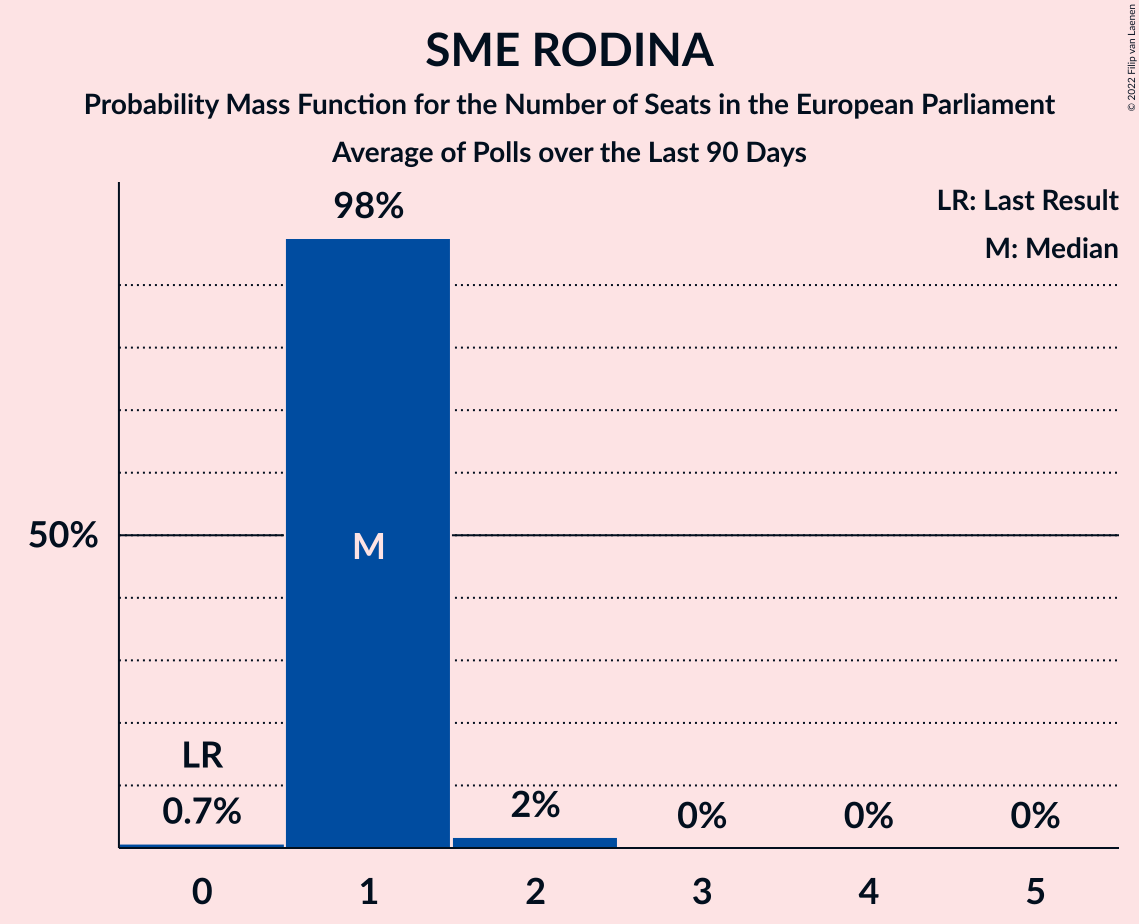 SME RODINA
Probability Mass Function for the Number of Seats in the European Parliament
Average of Polls over the Last 90 Days
© 2022 Filip van Laenen
LR: Last Result
M: Median
98%
50%
M
LR
0.7%
2%
0%
0%
0%
0 1 2 3 4 5